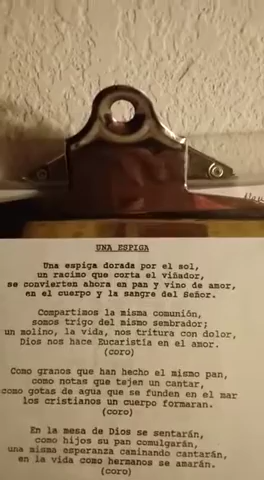 UNA ESPIGA
Una espiga dorada por el sol,
un racimo que corta el viñador,
se convierten ahora en pan y vino de amor,
en el cuerpo y la sangre del Señor.
Compartimos la misma comunión,
somos trigo del mismo sembrador;
un molino, la vida, nos tritura con dolor,
Dios nos hace Eucaristía en el amor.
(coro)
Como granos que han hecho el mismo pan,
como notas que tejen un cantar,
como gotas de agua que se funden en el mar
los cristianos un cuerpo formaran.
(coro)
En la mesa de Dios se sentarán,
como hijos su pan comulgarán,
una misma esperanza caminando cantarán,
en la vida como hermanos se amarán.
(coro)